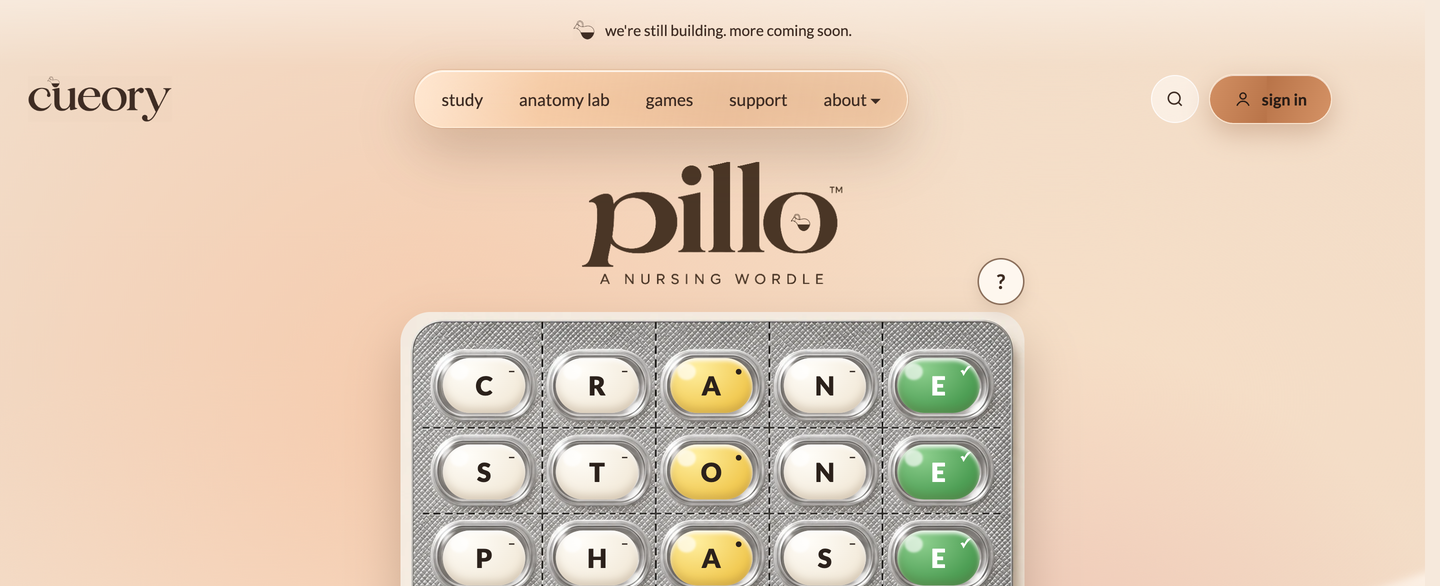 we're still building. more coming soon.
cueory
study anatomy lab games support about
sign in
pillo™
A NURSING WORDLE
?
C R A N E
S T O N E
P H A S E